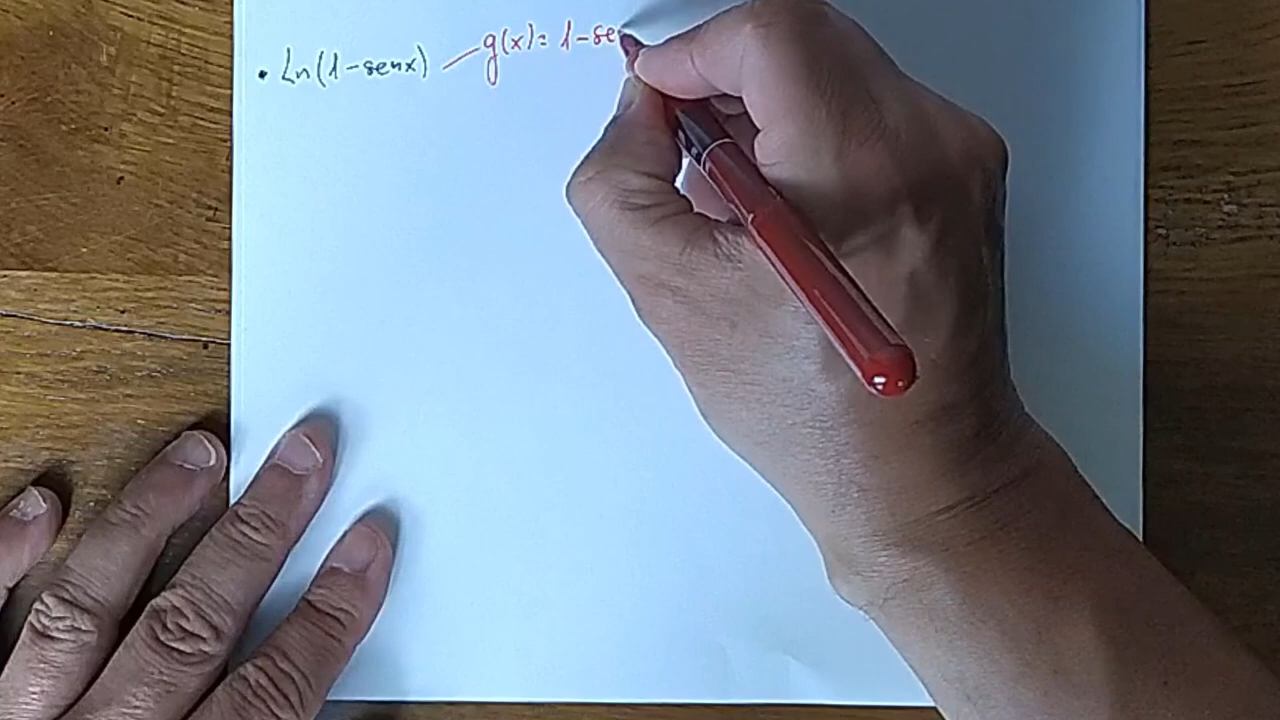 • Ln(1-senx) — g(x)= 1-se